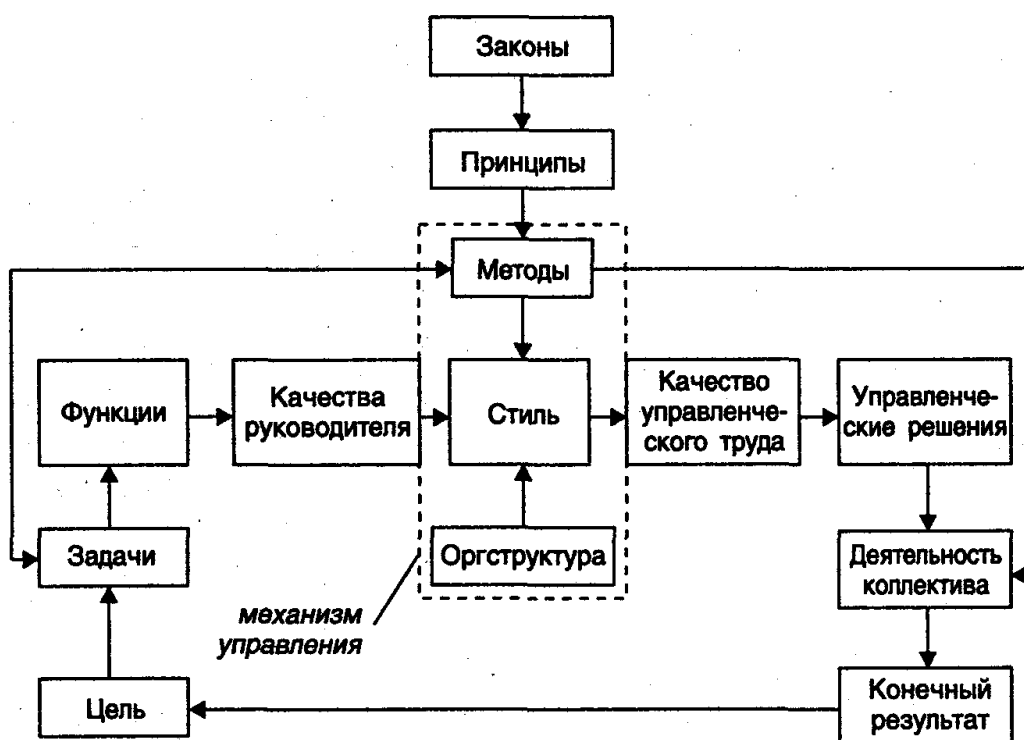 Законы
Принципы
Методы
Функции
Качества
руководителя
Стиль
Качество
управленче-
ского труда
Управленче-
ские решения
Задачи
Оргструктура
Деятельность
коллектива
механизм
управления
Цель
Конечный
результат